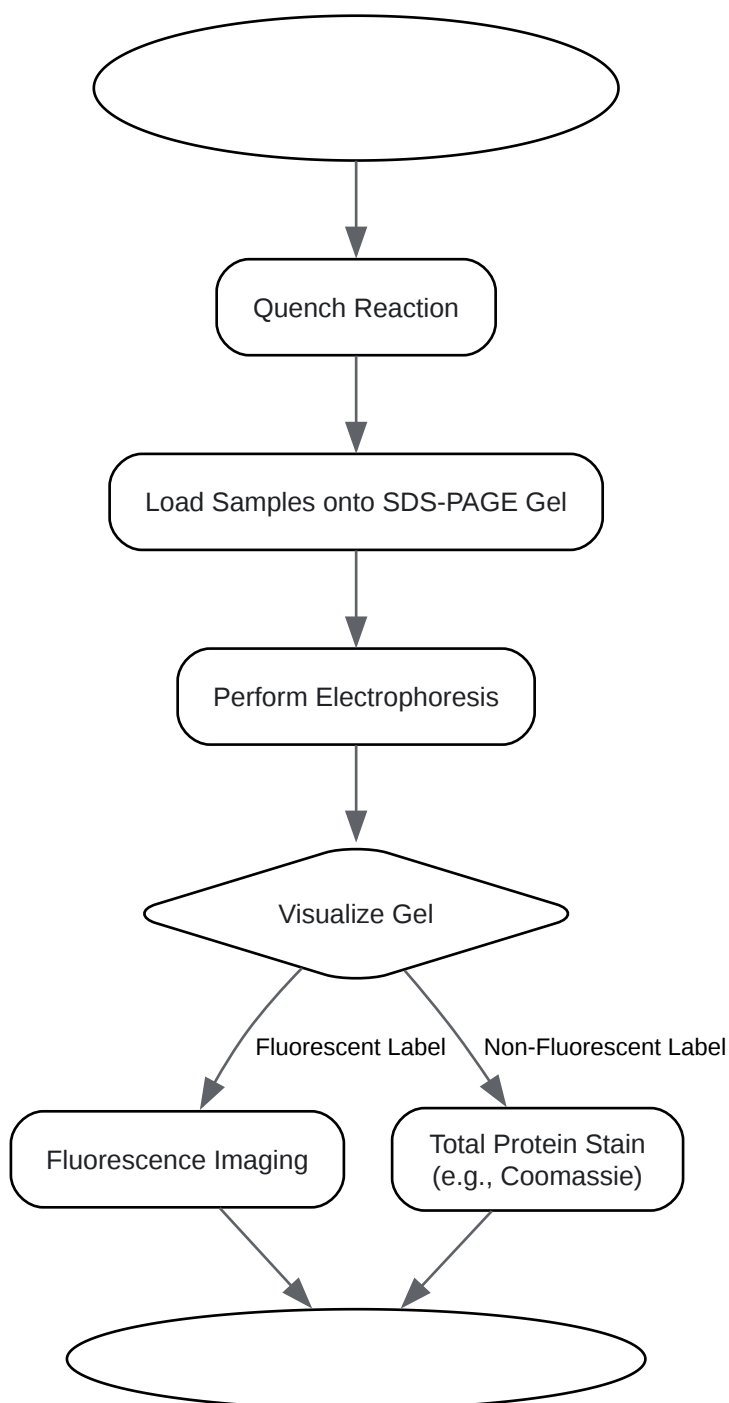 Quench Reaction
Load Samples onto SDS-PAGE Gel
Perform Electrophoresis
Visualize Gel
Fluorescent Label
Non-Fluorescent Label
Fluorescence Imaging
Total Protein Stain
(e.g., Coomassie)